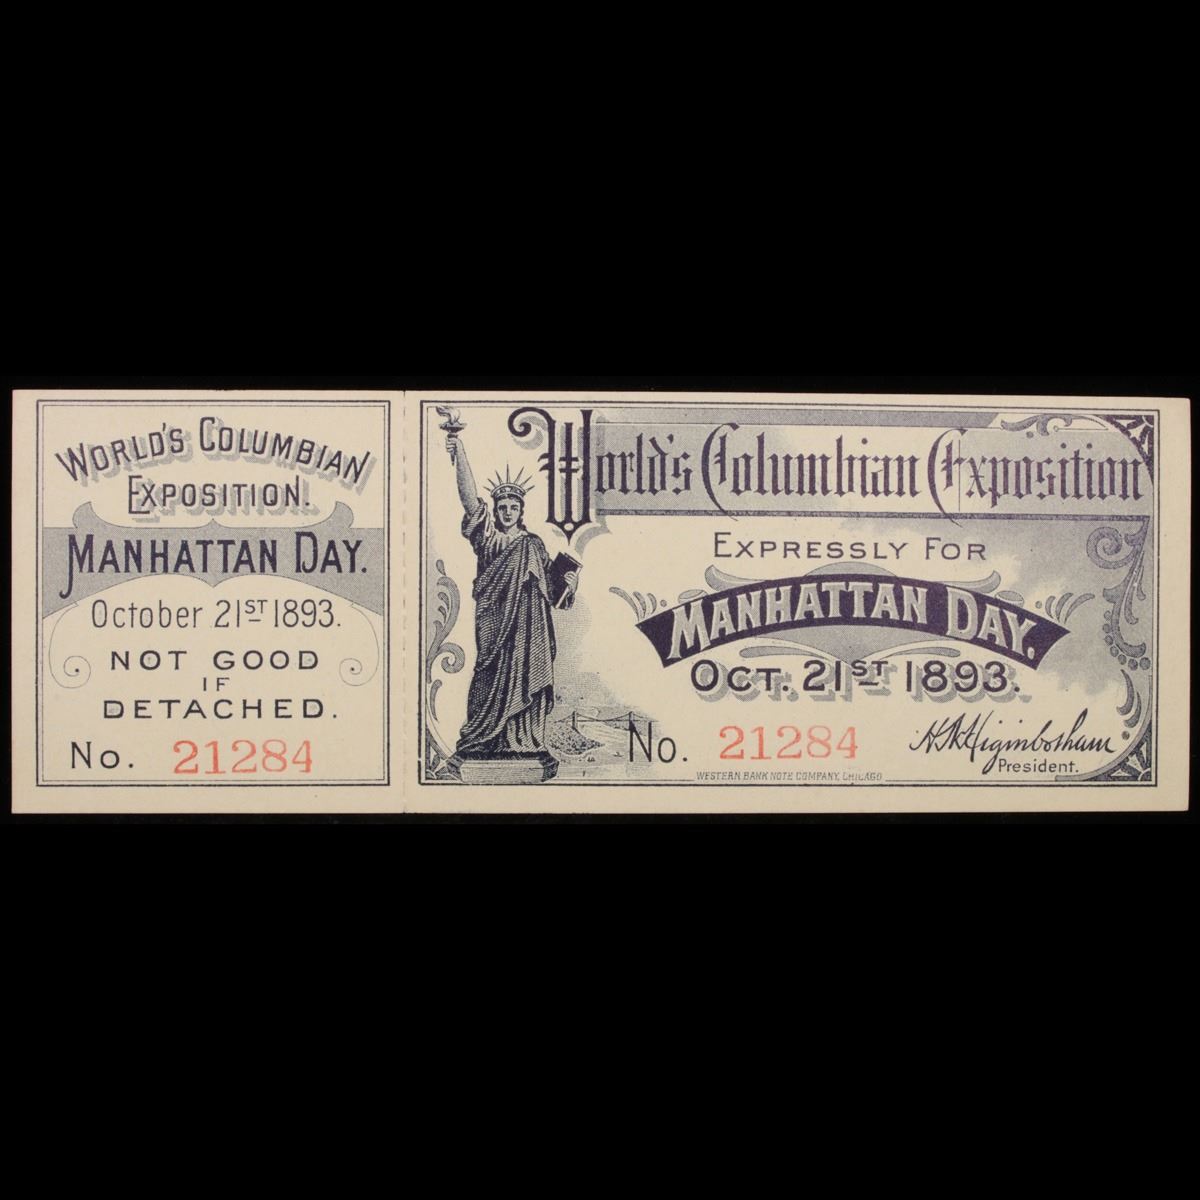 WORLD'S COLUMBIAN
EXPOSITION.
MANHATTAN DAY.
October 21ST 1893.
NOT GOOD
IF
DETACHED.
No. 21284
World's Columbian Exposition
EXPRESSLY FOR
MANHATTAN DAY.
OCT. 21ST 1893.
No. 21284
H.N. Higinbotham
President.
WESTERN BANK NOTE COMPANY, CHICAGO